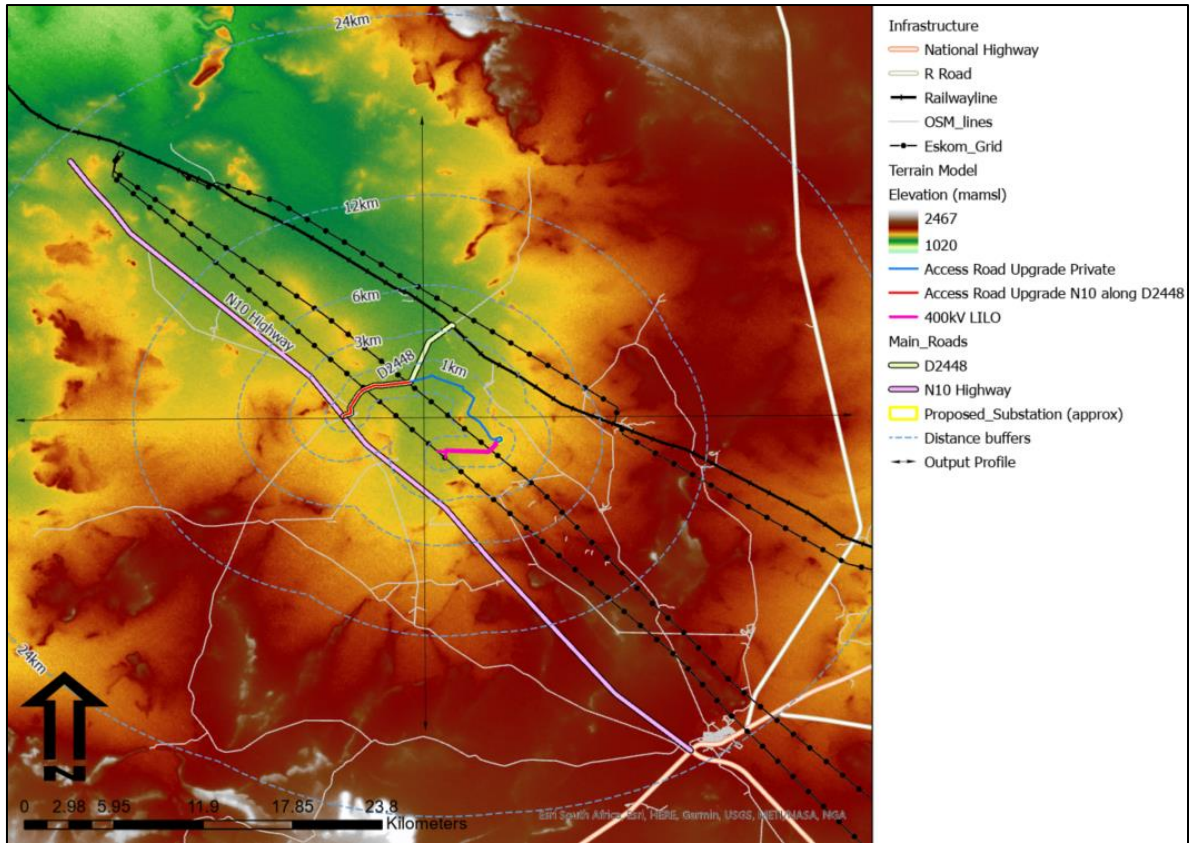 24km
12km
6km
3km
1km
N10 Highway
D2448
24km
N
0 2.98 5.95 11.9 17.85 23.8
Kilometers
Esri South Africa, Esri, HERE, Garmin, USGS, METI/NASA, NGA
Infrastructure
National Highway
R Road
Railwayline
OSM_lines
Eskom_Grid
Terrain Model
Elevation (mamsl)
2467
1020
Access Road Upgrade Private
Access Road Upgrade N10 along D2448
400kV LILO
Main_Roads
D2448
N10 Highway
Proposed_Substation (approx)
Distance buffers
Output Profile